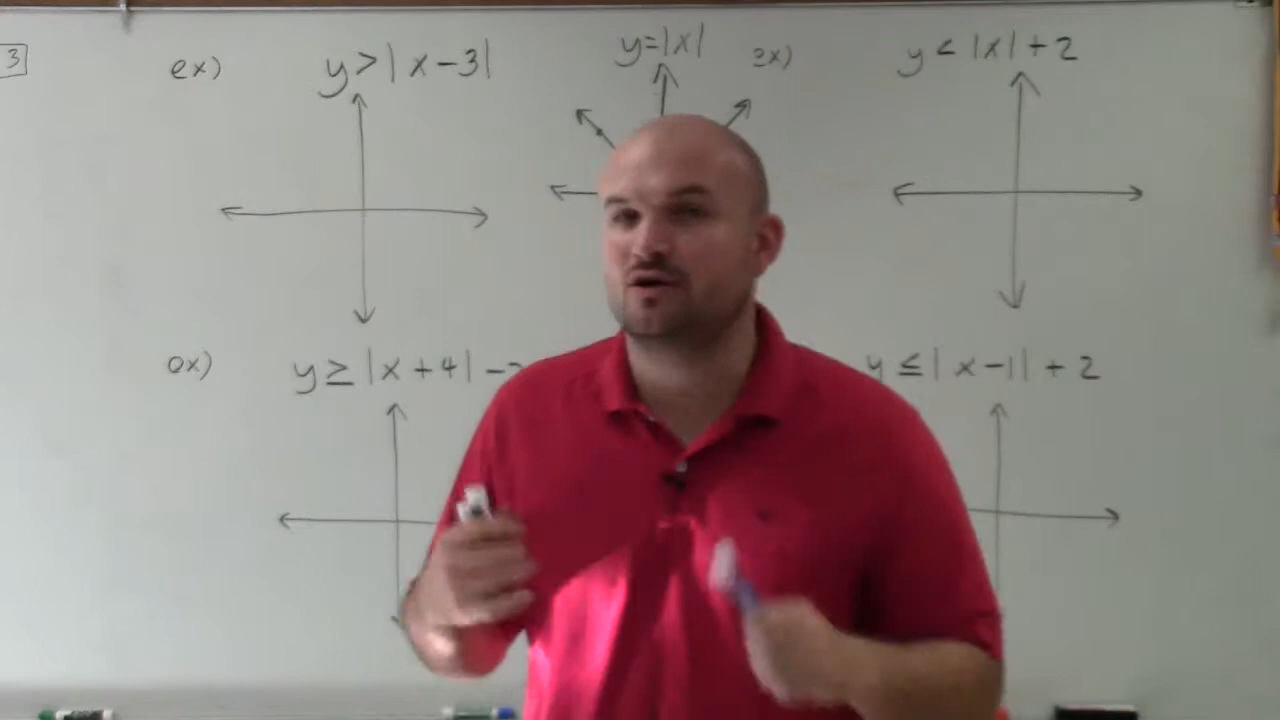 3
ex) y > |x-3|
y = |x|
ex) y < |x| + 2
ex) y ≥ |x+4| -
y ≤ |x-1| + 2